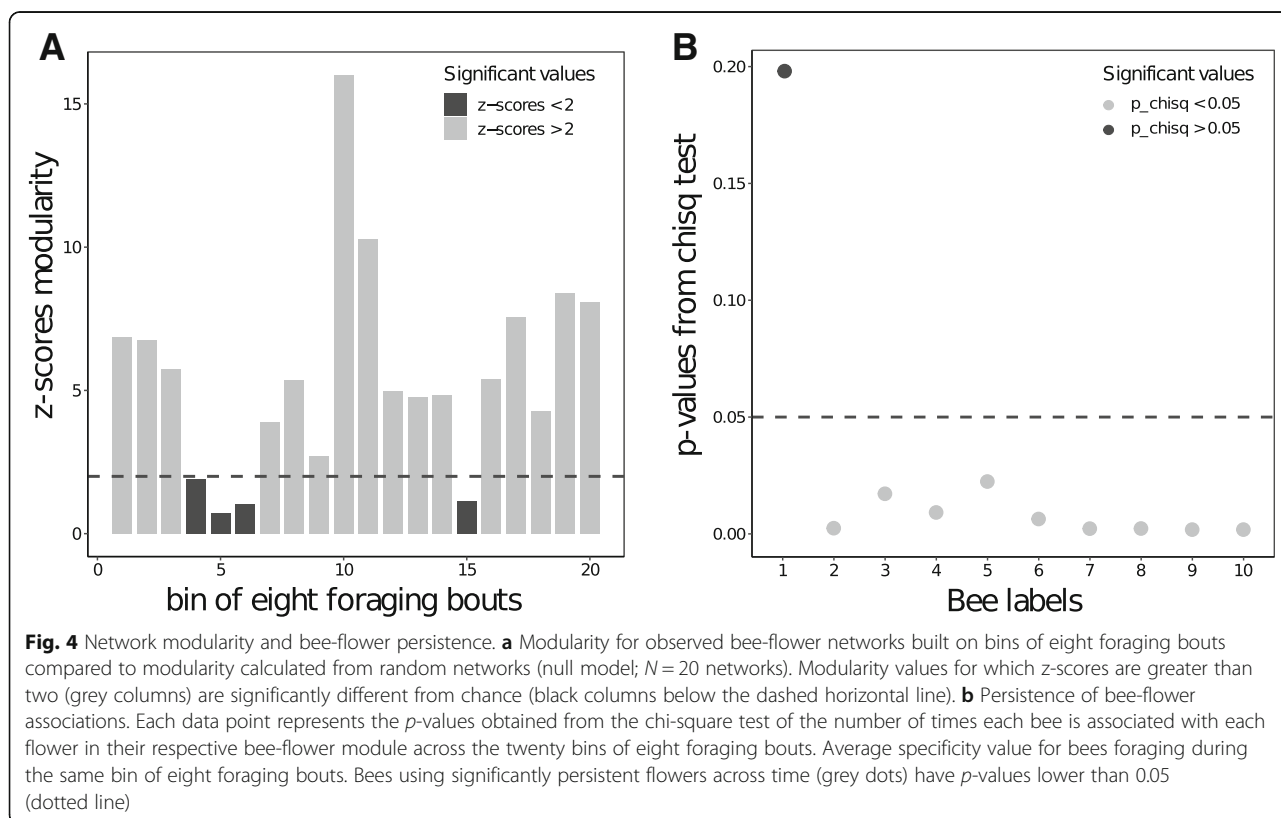 A
Significant values
z-scores <2
z-scores >2
15
10
5
0
z-scores modularity
0 5 10 15 20
bin of eight foraging bouts
B
Significant values
p_chisq <0.05
p_chisq >0.05
0.20
0.15
0.10
0.05
0.00
p-values from chisq test
1 2 3 4 5 6 7 8 9 10
Bee labels
Fig. 4 Network modularity and bee-flower persistence. a Modularity for observed bee-flower networks built on bins of eight foraging bouts
compared to modularity calculated from random networks (null model; N = 20 networks). Modularity values for which z-scores are greater than
two (grey columns) are significantly different from chance (black columns below the dashed horizontal line). b Persistence of bee-flower
associations. Each data point represents the p-values obtained from the chi-square test of the number of times each bee is associated with each
flower in their respective bee-flower module across the twenty bins of eight foraging bouts. Average specificity value for bees foraging during
the same bin of eight foraging bouts. Bees using significantly persistent flowers across time (grey dots) have p-values lower than 0.05
(dotted line)